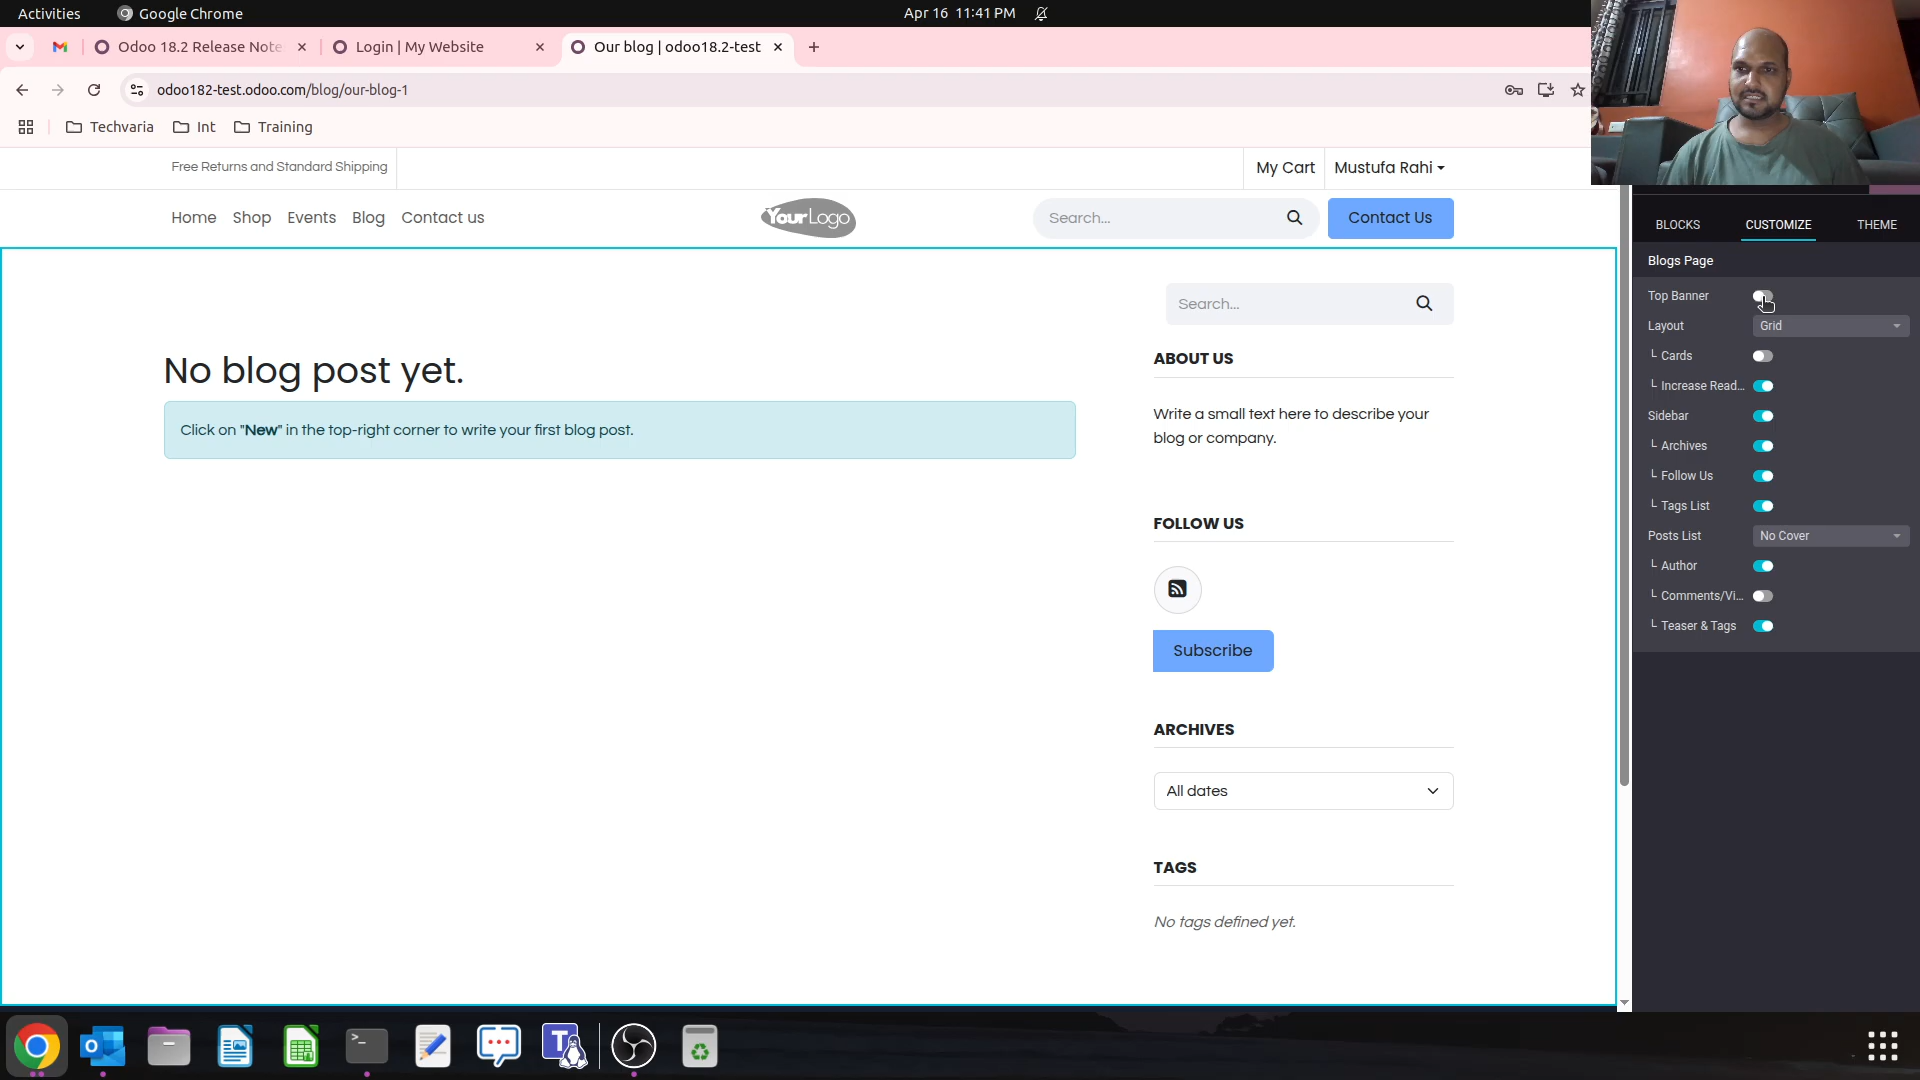 Activities
Google Chrome
Apr 16 11:41 PM
Odoo 18.2 Release Note
Login | My Website
Our blog | odoo18.2-test
odoo182-test.odoo.com/blog/our-blog-1
Techvaria
Int
Training
Free Returns and Standard Shipping
My Cart
Mustufa Rahi
Home
Shop
Events
Blog
Contact us
YourLogo
Search...
Contact Us
BLOCKS
CUSTOMIZE
THEME
Blogs Page
Top Banner
Layout
Grid
Cards
Increase Read...
Sidebar
Archives
Follow Us
Tags List
Posts List
No Cover
Author
Comments/Vi...
Teaser & Tags
No blog post yet.
Click on "New" in the top-right corner to write your first blog post.
Search...
ABOUT US
Write a small text here to describe your
blog or company.
FOLLOW US
Subscribe
ARCHIVES
All dates
TAGS
No tags defined yet.